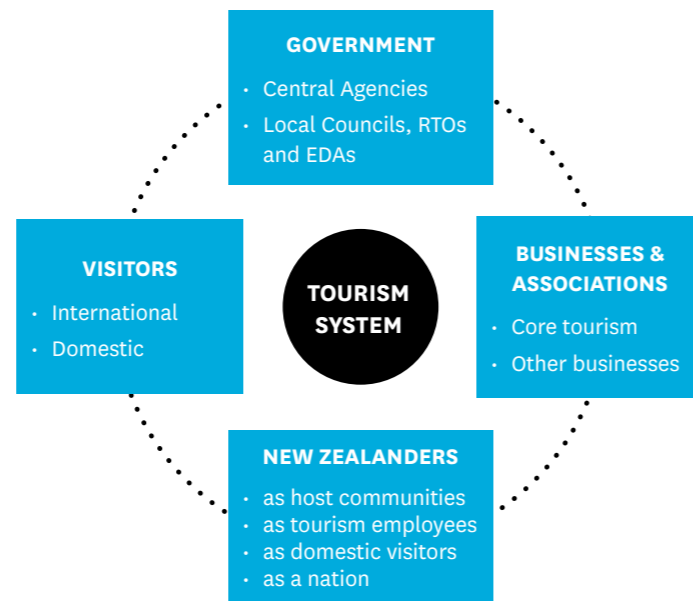 GOVERNMENT
• Central Agencies
• Local Councils, RTOs
and EDAs
VISITORS
• International
• Domestic
TOURISM
SYSTEM
BUSINESSES &
ASSOCIATIONS
• Core tourism
• Other businesses
NEW ZEALANDERS
• as host communities
• as tourism employees
• as domestic visitors
• as a nation